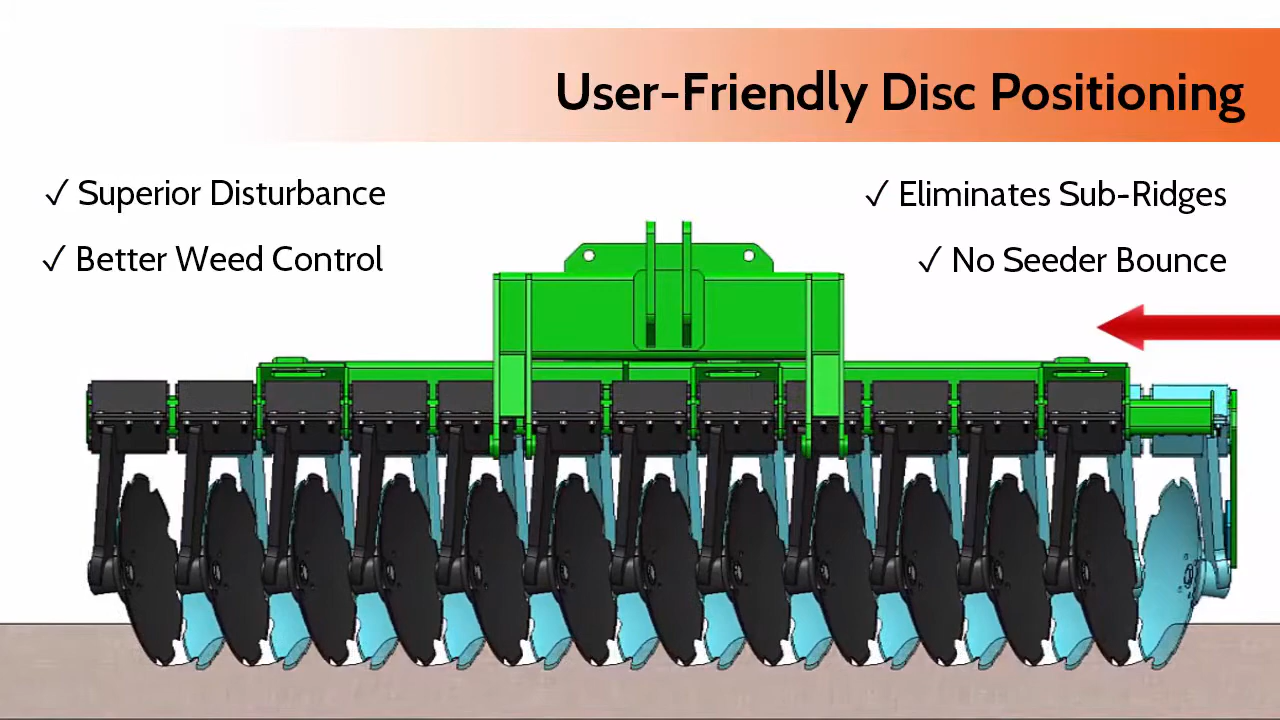 User-Friendly Disc Positioning
✓ Superior Disturbance
✓ Better Weed Control
✓ Eliminates Sub-Ridges
✓ No Seeder Bounce